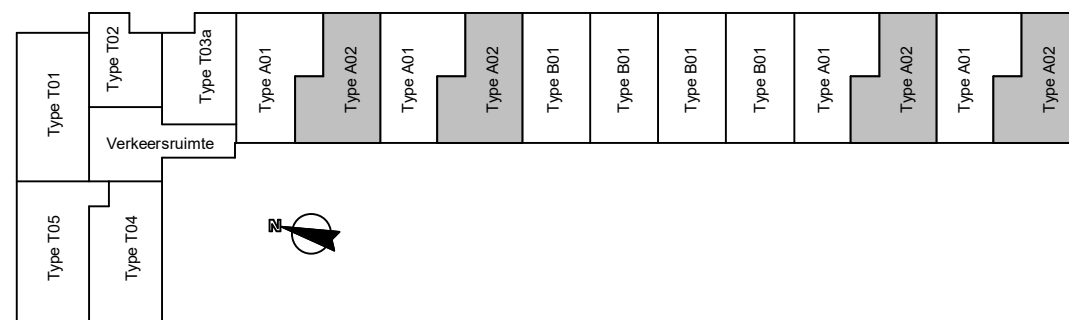 Type T01
Type T02
Type T03a
Type A01
Type A02
Type A01
Type A02
Type B01
Type B01
Type B01
Type B01
Type A01
Type A02
Type A01
Type A02
Verkeersruimte
Type T05
Type T04
N